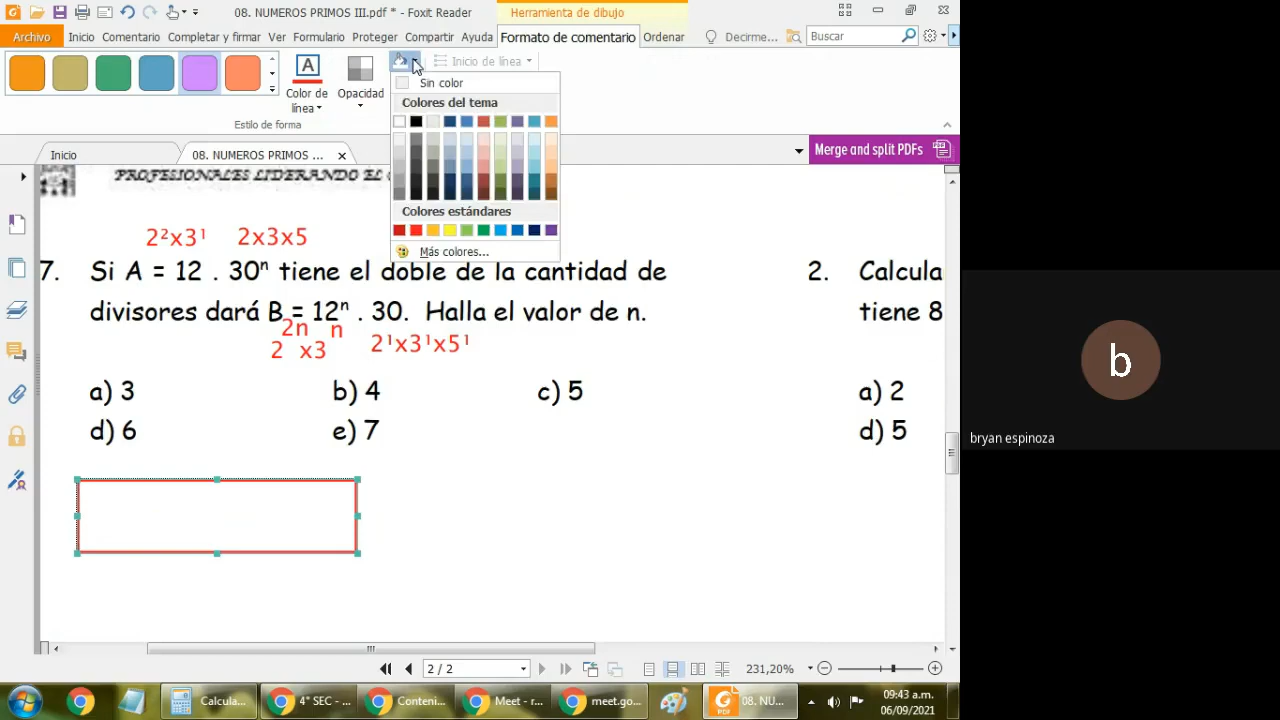 08. NUMEROS PRIMOS III.pdf * - Foxit Reader
Herramienta de dibujo
Archivo Inicio Comentario Completar y firmar Ver Formulario Proteger Compartir Ayuda Formato de comentario Ordenar Decirme... Buscar
A
Color de línea
Opacidad
Inicio de línea
Estilo de forma
Sin color
Colores del tema
Colores estándares
Más colores...
Inicio
08. NUMEROS PRIMOS ...
Merge and split PDFs
PROFESIONALES LIDERANDO EL
2²x3¹ 2x3x5
7. Si A = 12 . 30ⁿ tiene el doble de la cantidad de
divisores dará B = 12ⁿ . 30. Halla el valor de n.
2n n
2 x3 2¹x3¹x5¹
a) 3 b) 4 c) 5
d) 6 e) 7
2. Calcula
tiene 8
a) 2
d) 5
b
bryan espinoza
2 / 2
231,20%
Calcula...
4° SEC - ...
Conteni...
Meet - r...
meet.go...
PDF
08. NU...
09:43 a.m.
06/09/2021